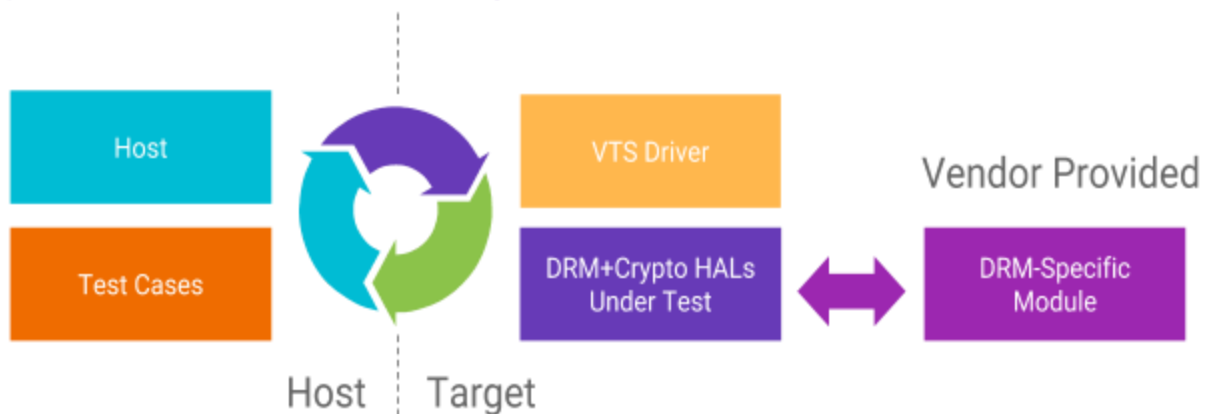 Host
VTS Driver
Vendor Provided
Test Cases
DRM+Crypto HALs
Under Test
DRM-Specific
Module
Host
Target